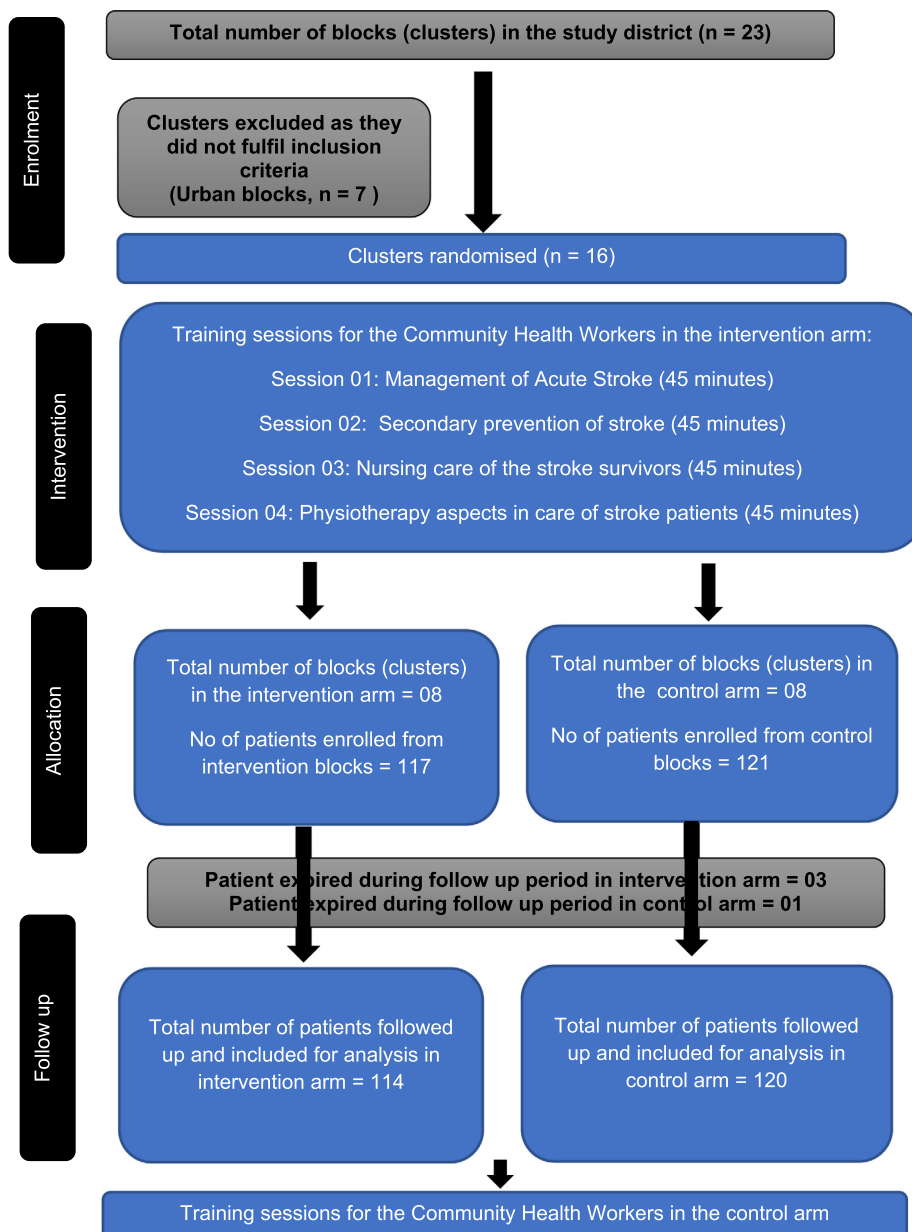 Enrolment
Total number of blocks (clusters) in the study district (n = 23)
Clusters excluded as they
did not fulfil inclusion
criteria
(Urban blocks, n = 7 )
Clusters randomised (n = 16)
Intervention
Training sessions for the Community Health Workers in the intervention arm:
Session 01: Management of Acute Stroke (45 minutes)
Session 02:  Secondary prevention of stroke (45 minutes)
Session 03: Nursing care of the stroke survivors (45 minutes)
Session 04: Physiotherapy aspects in care of stroke patients (45 minutes)
Allocation
Total number of blocks (clusters)
in the intervention arm = 08
No of patients enrolled from
intervention blocks = 117
Total number of blocks (clusters) in
the  control arm = 08
No of patients enrolled from control
blocks = 121
Patient expired during follow up period in intervention arm = 03
Patient expired during follow up period in control arm = 01
Follow up
Total number of patients followed
up and included for analysis in
intervention arm = 114
Total number of patients followed
up and included for analysis in
control arm = 120
Training sessions for the Community Health Workers in the control arm